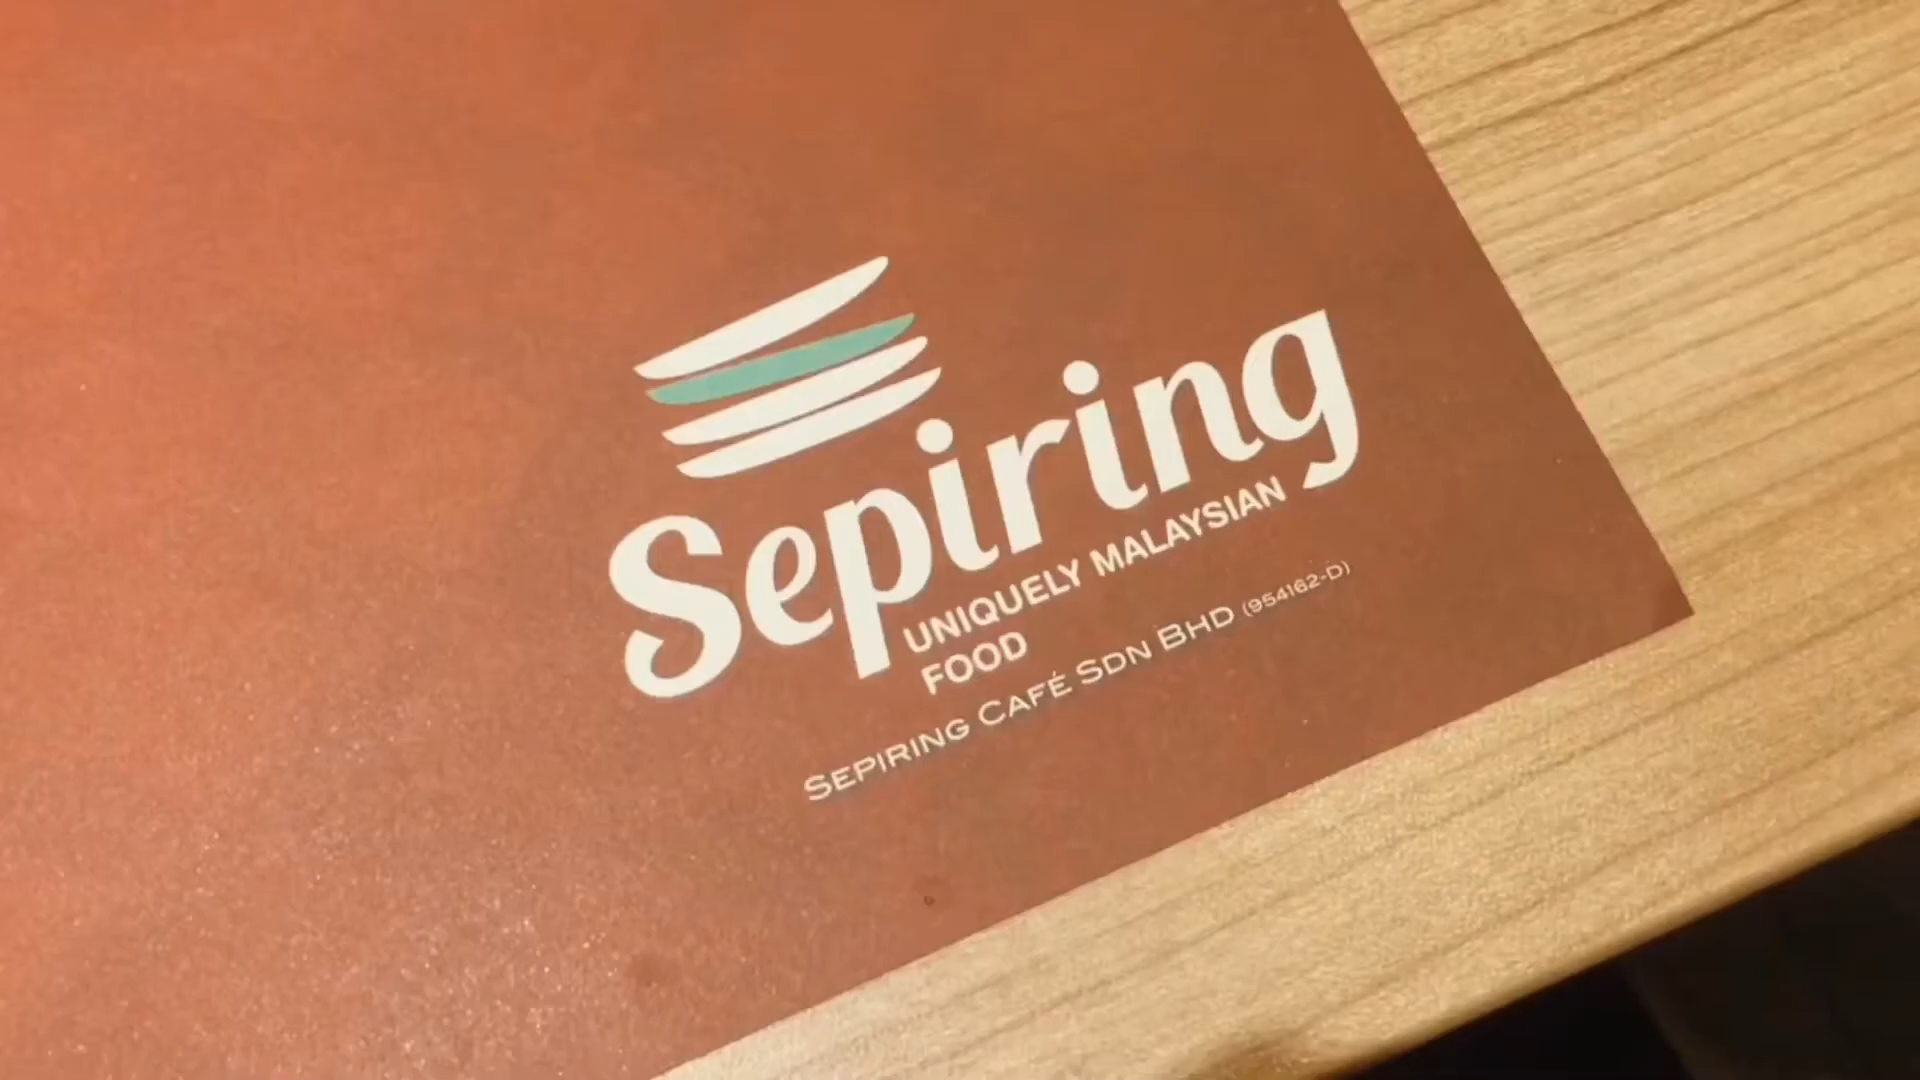 Sepiring
UNIQUELY MALAYSIAN
FOOD
SEPIRING CAFÉ SDN BHD (954162-D)